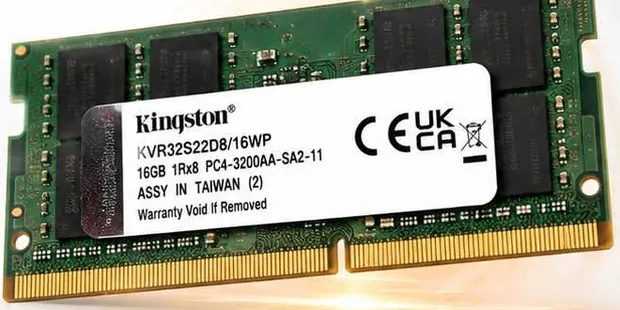 Kingston®
KVR32S22D8/16WP
16GB 1Rx8 PC4-3200AA-SA2-11
ASSY IN TAIWAN (2)
Warranty Void If Removed
CE UK
CA